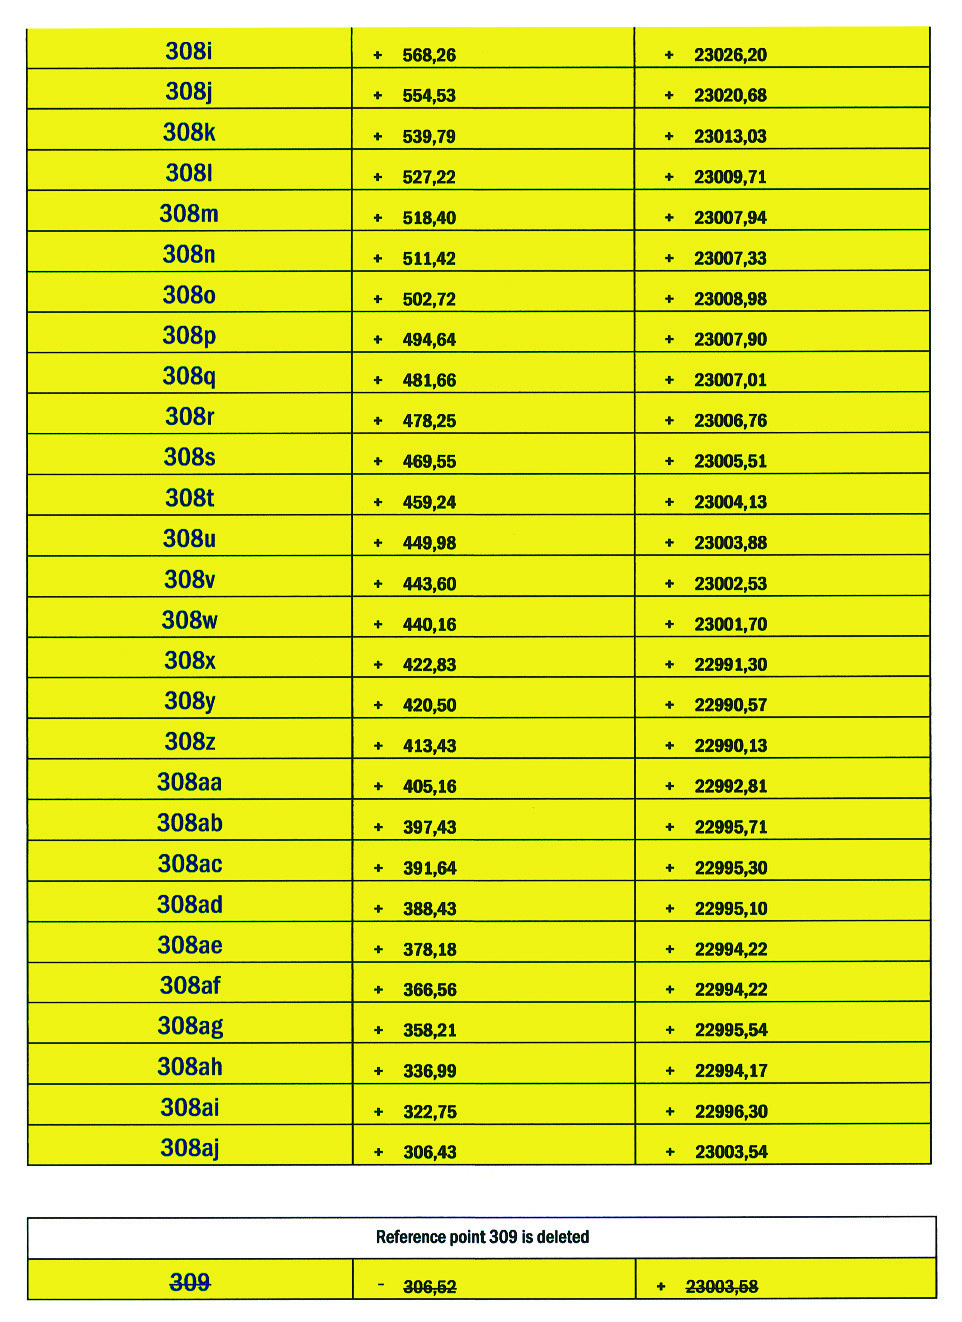 308i + 568,26 + 23026,20
308j + 554,53 + 23020,68
308k + 539,79 + 23013,03
308l + 527,22 + 23009,71
308m + 518,40 + 23007,94
308n + 511,42 + 23007,33
308o + 502,72 + 23008,98
308p + 494,64 + 23007,90
308q + 481,66 + 23007,01
308r + 478,25 + 23006,76
308s + 469,55 + 23005,51
308t + 459,24 + 23004,13
308u + 449,98 + 23003,88
308v + 443,60 + 23002,53
308w + 440,16 + 23001,70
308x + 422,83 + 22991,30
308y + 420,50 + 22990,57
308z + 413,43 + 22990,13
308aa + 405,16 + 22992,81
308ab + 397,43 + 22995,71
308ac + 391,64 + 22995,30
308ad + 388,43 + 22995,10
308ae + 378,18 + 22994,22
308af + 366,56 + 22994,22
308ag + 358,21 + 22995,54
308ah + 336,99 + 22994,17
308ai + 322,75 + 22996,30
308aj + 306,43 + 23003,54
Reference point 309 is deleted
309 - 306,52 + 23003,58